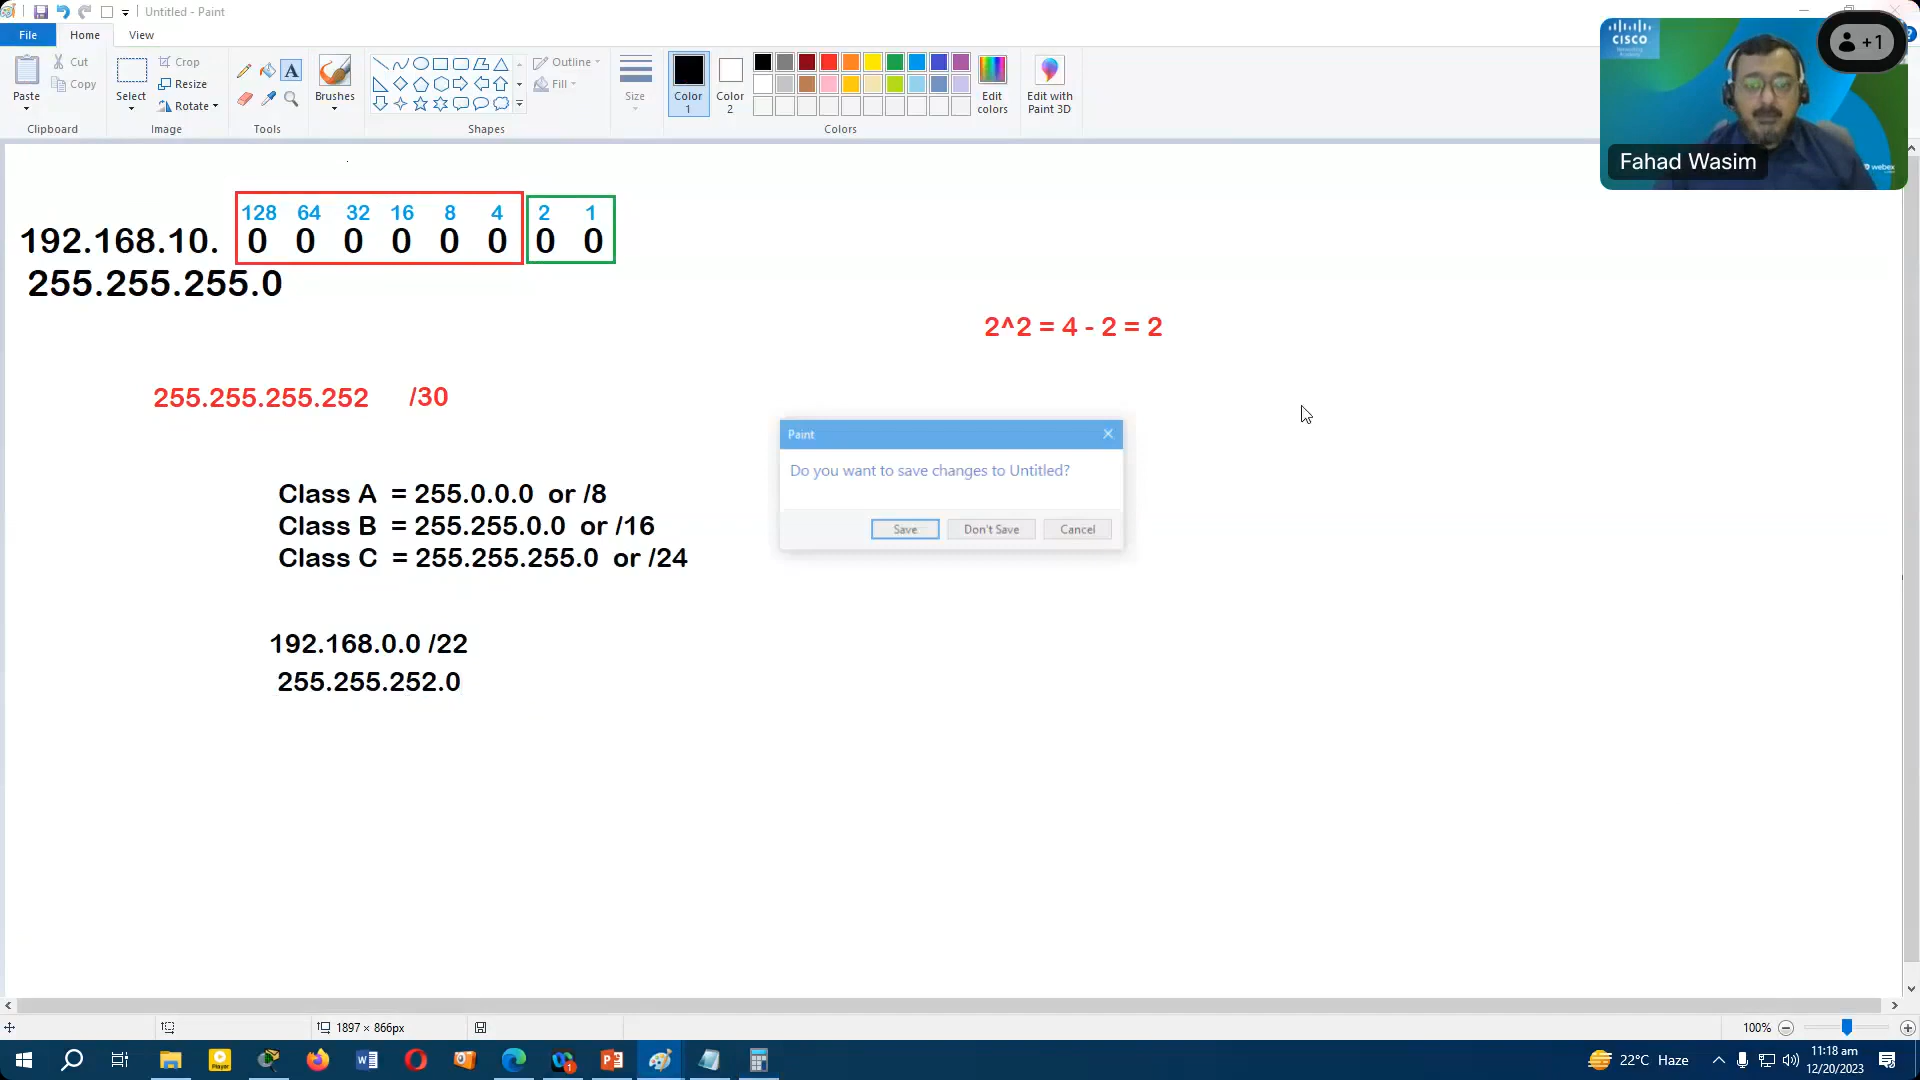 Untitled - Paint
File Home View
Paste
Cut
Copy
Clipboard
Select
Crop
Resize
Rotate
Image
Tools
Brushes
Shapes
Outline
Fill
Size
Color 1
Color 2
Colors
Edit colors
Edit with Paint 3D
CISCO
+1
webex
Fahad Wasim
128 64 32 16 8 4 2 1
192.168.10. 0 0 0 0 0 0 0 0
255.255.255.0
2^2 = 4 - 2 = 2
255.255.255.252 /30
Paint
Do you want to save changes to Untitled?
Save Don't Save Cancel
Class A = 255.0.0.0 or /8
Class B = 255.255.0.0 or /16
Class C = 255.255.255.0 or /24
192.168.0.0 /22
255.255.252.0
1897 × 866px
100%
22°C Haze
11:18 am
12/20/2023